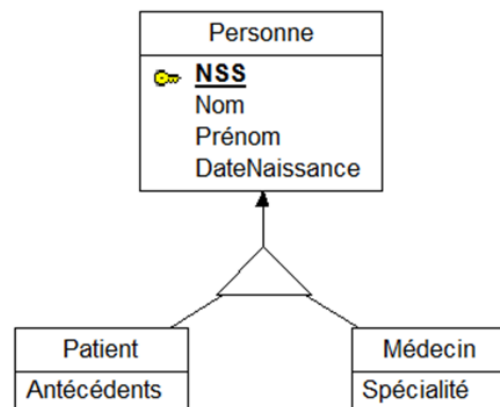 Personne
NSS
Nom
Prénom
DateNaissance
Patient
Antécédents
Médecin
Spécialité